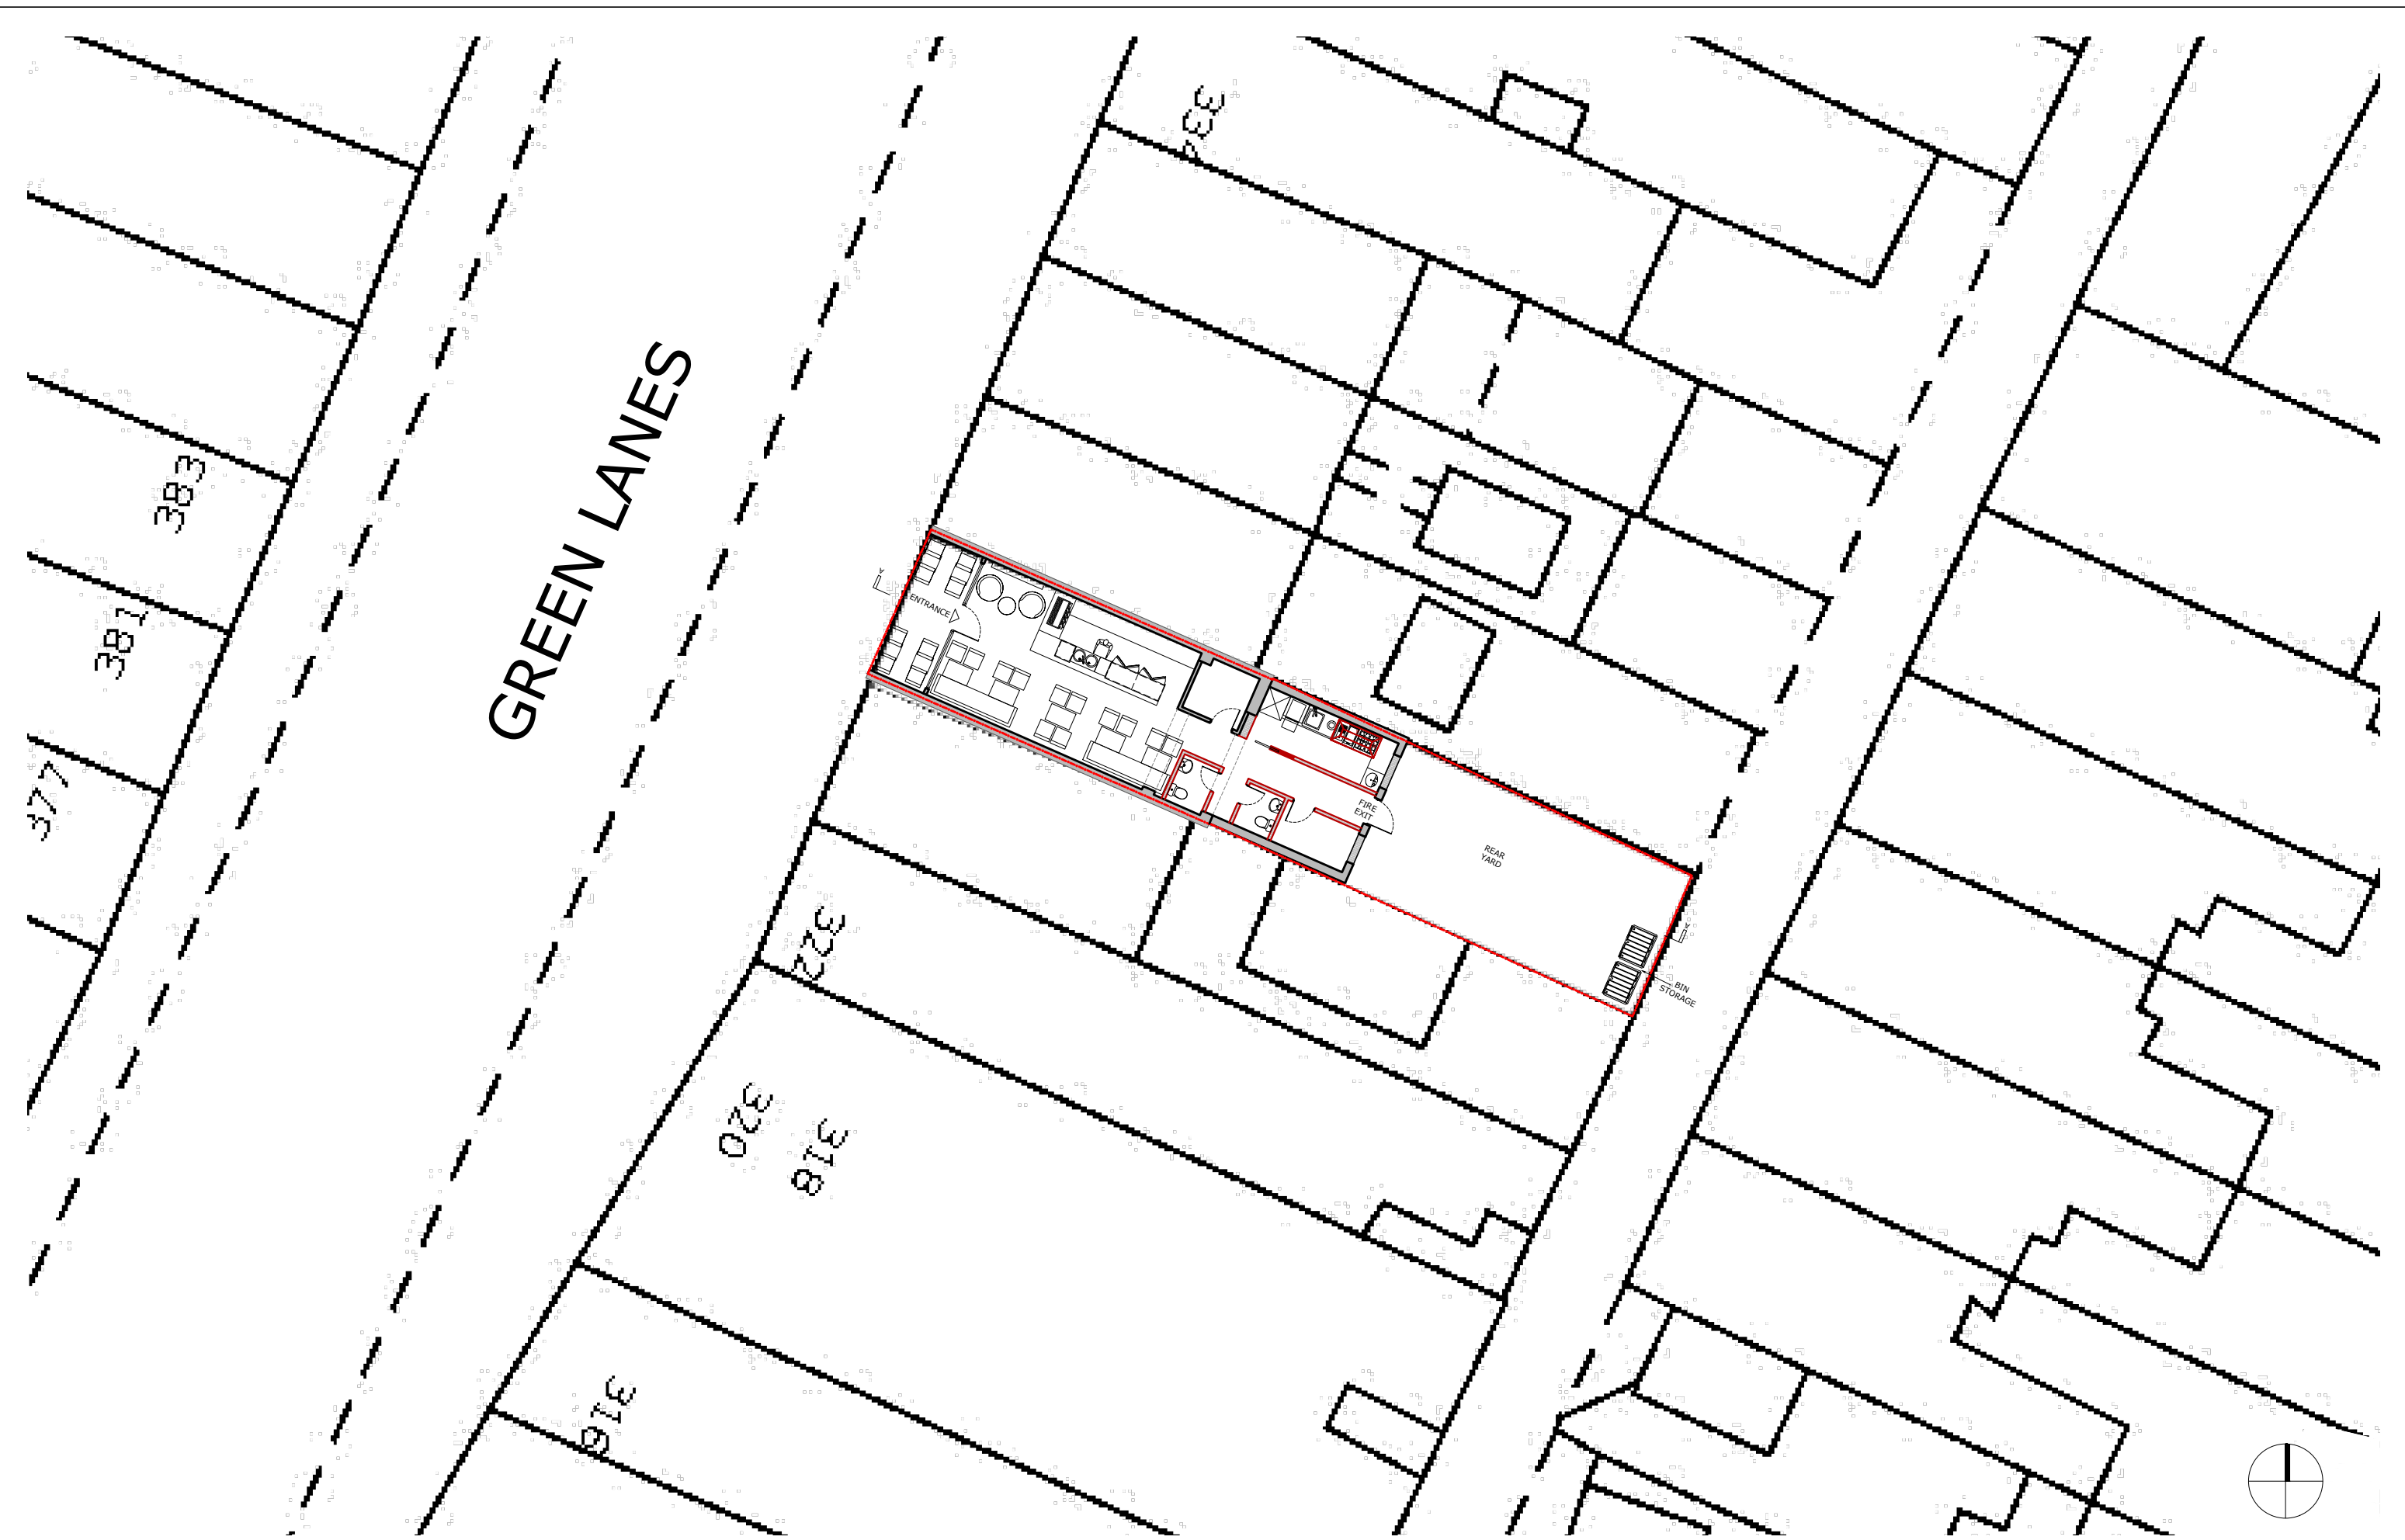 334
GREEN LANES
383
381
377
ENTRANCE
FIRE
EXIT
REAR
YARD
BIN
STORAGE
322
320
318
316